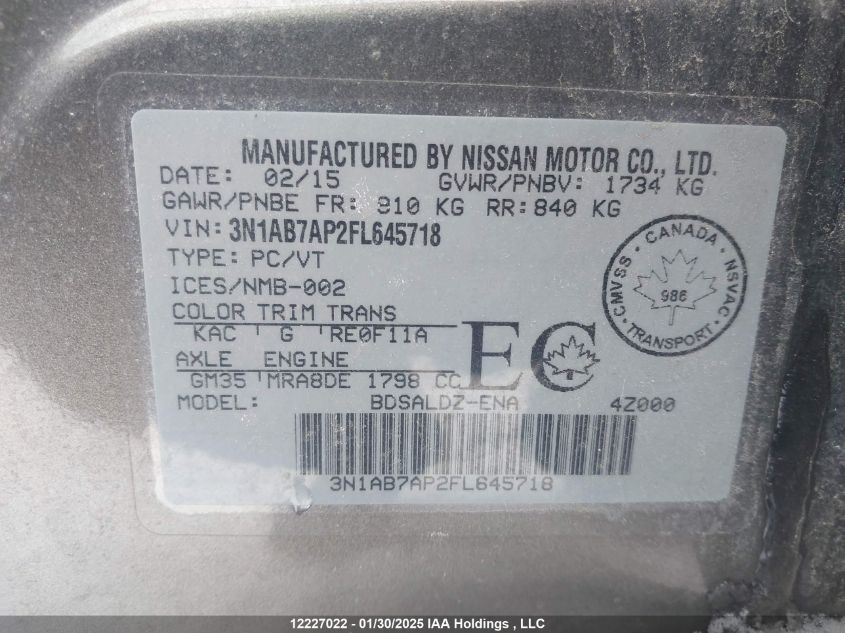 MANUFACTURED BY NISSAN MOTOR CO., LTD.
DATE: 02/15 GVWR/PNBV: 1734 KG
GAWR/PNBE FR: 910 KG RR: 840 KG
VIN: 3N1AB7AP2FL645718
TYPE: PC/VT
ICES/NMB-002
COLOR TRIM TRANS
KAC G RE0F11A
AXLE ENGINE
GM35 MRA8DE 1798 CC
EC
CANADA
CMVSS NSVAC
986
TRANSPORT
MODEL: BDSALDZ-ENA 4Z000
3N1AB7AP2FL645718
12227022 - 01/30/2025 IAA Holdings , LLC